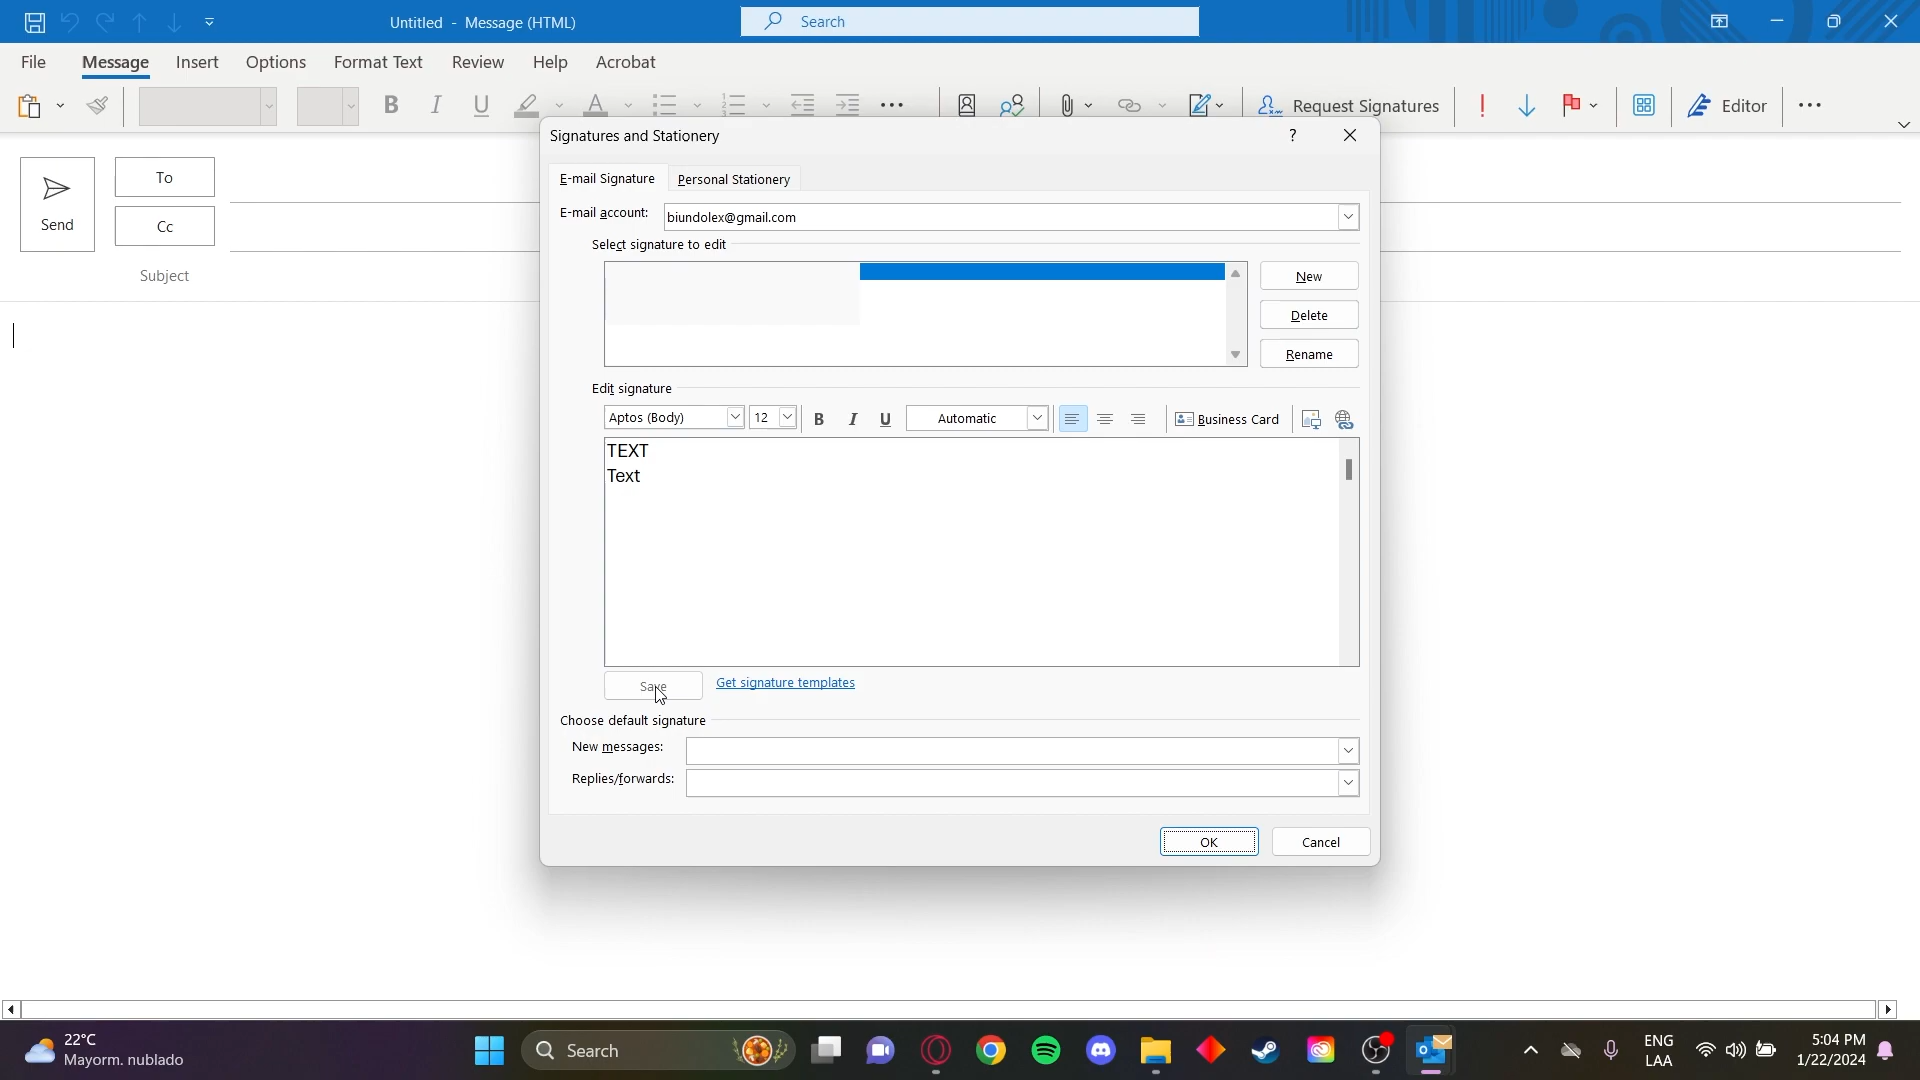 Untitled - Message (HTML)
Search
File Message Insert Options Format Text Review Help Acrobat
B I U A Request Signatures Editor
Signatures and Stationery ?
E-mail Signature Personal Stationery
Send To
E-mail account: biundolex@gmail.com
Cc
Select signature to edit
Subject
New
Delete
Rename
Edit signature
Aptos (Body) 12 B I U Automatic Business Card
TEXT
Text
Save Get signature templates
Choose default signature
New messages:
Replies/forwards:
OK Cancel
22°C
Mayorm. nublado
Search
ENG
LAA
5:04 PM
1/22/2024